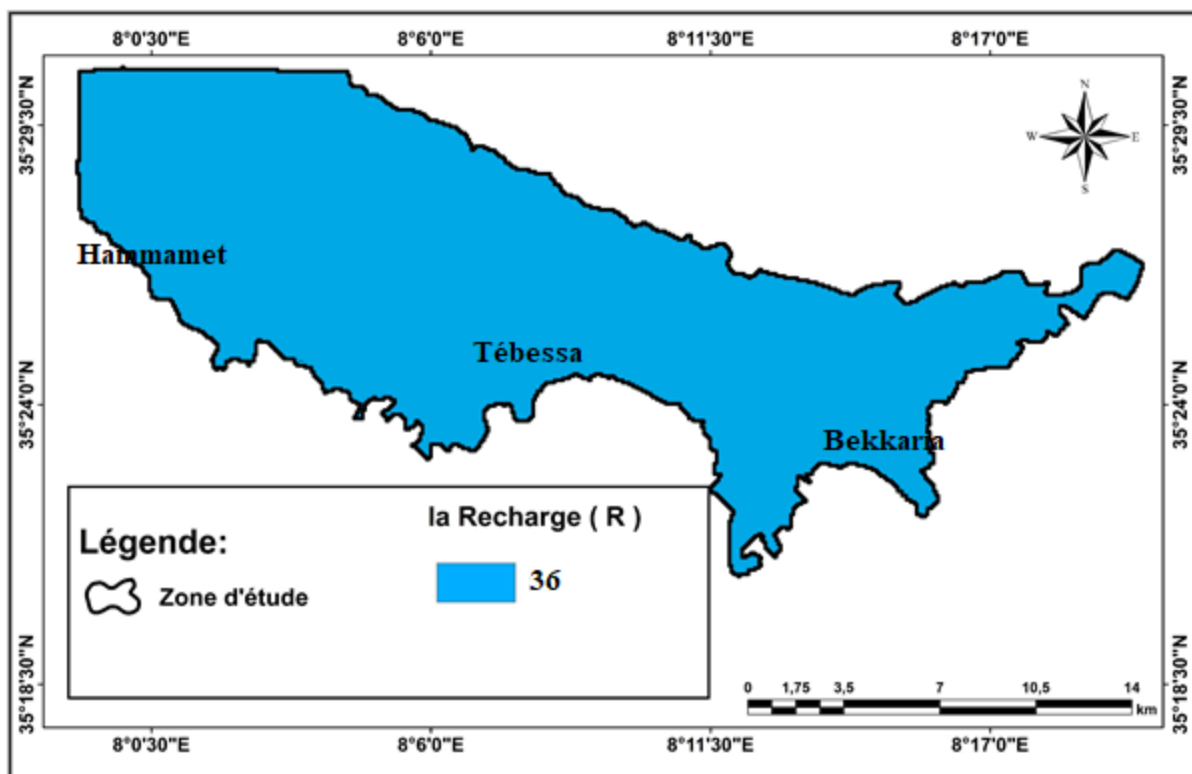 8°0'30"E 8°6'0"E 8°11'30"E 8°17'0"E
35°29'30"N 35°29'30"N
N
W E
S
Hammamet
Tébessa
35°24'0"N 35°24'0"N
Bekkaria
la Recharge ( R )
Légende:
36
Zone d'étude
35°18'30"N 35°18'30"N
0 1,75 3,5 7 10,5 14
km
8°0'30"E 8°6'0"E 8°11'30"E 8°17'0"E